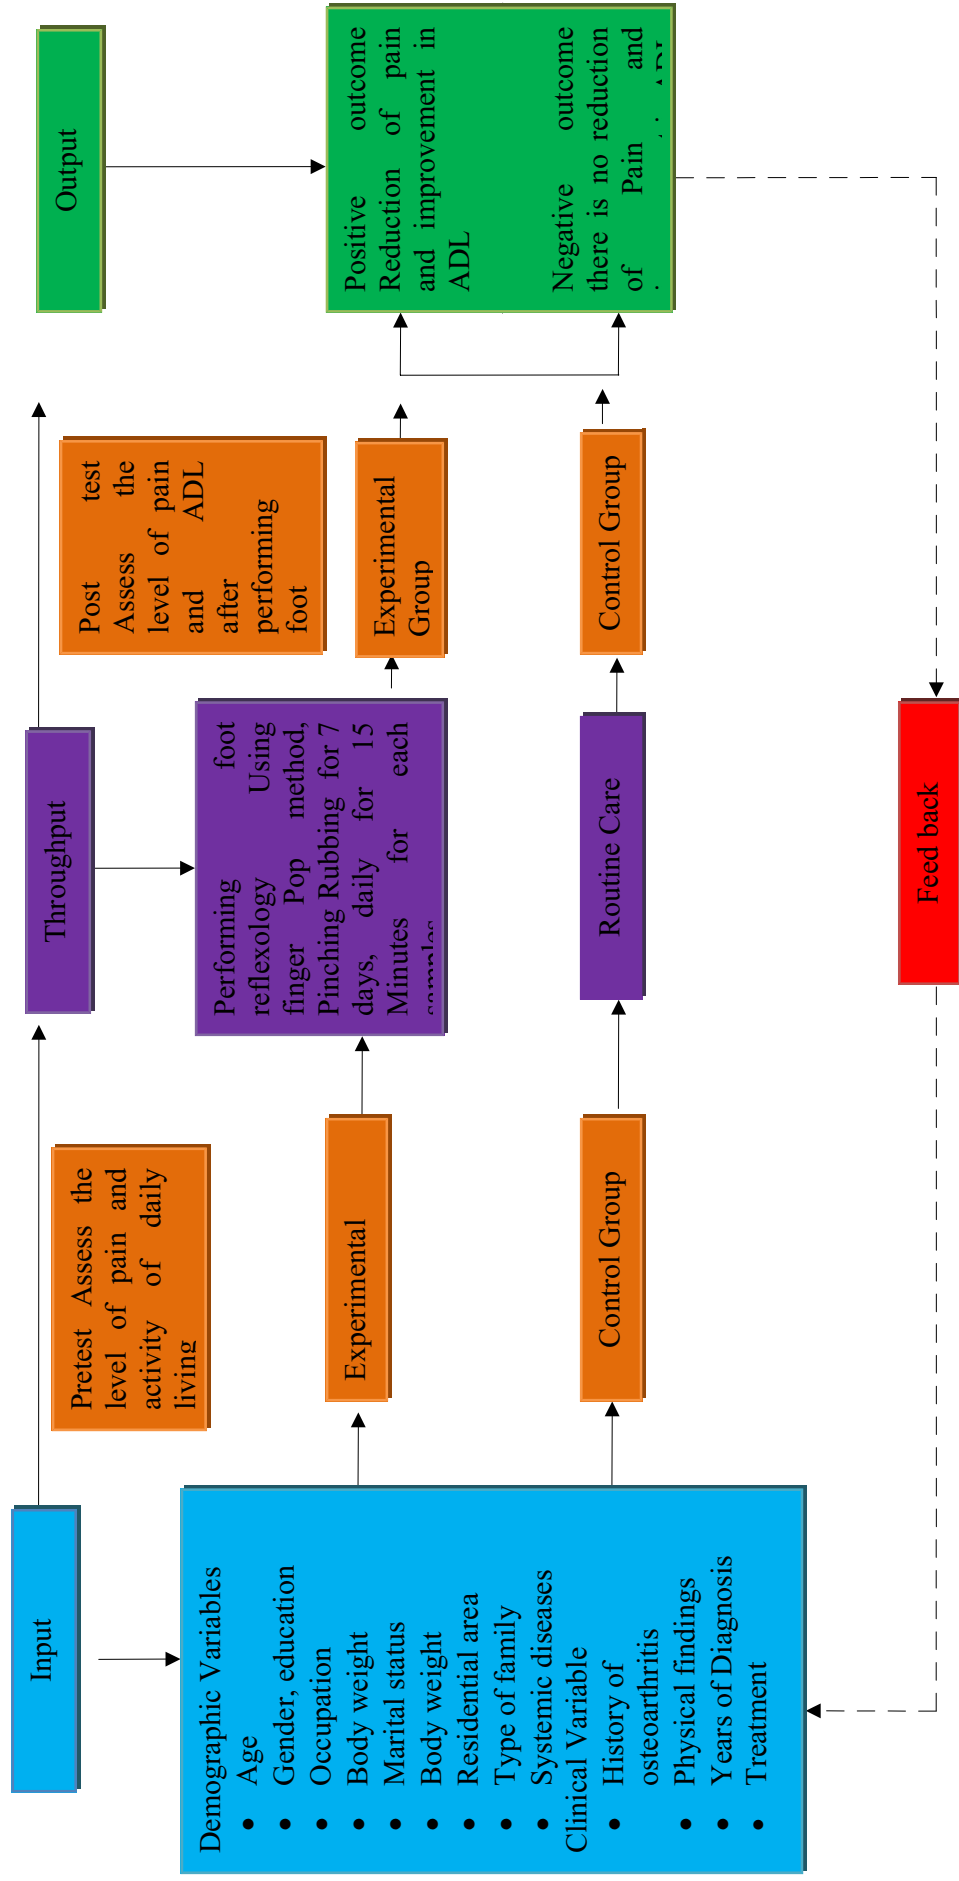 Input
Demographic Variables
• Age
• Gender, education
• Occupation
• Body weight
• Marital status
• Body weight
• Residential area
• Type of family
• Systemic diseases
Clinical Variable
• History of
osteoarthritis
• Physical findings
• Years of Diagnosis
• Treatment
Pretest Assess the
level of pain and
activity of daily
living
Experimental
Control Group
Throughput
Performing foot
reflexology Using
finger Pop method,
Pinching Rubbing for 7
days, daily for 15
Minutes for each
samples
Routine Care
Post test
Assess the
level of pain
and ADL
after
performing
foot
Experimental
Group
Control Group
Output
Positive outcome
Reduction of pain
and improvement in
ADL
Negative outcome
there is no reduction
of Pain and
ADL
Feed back